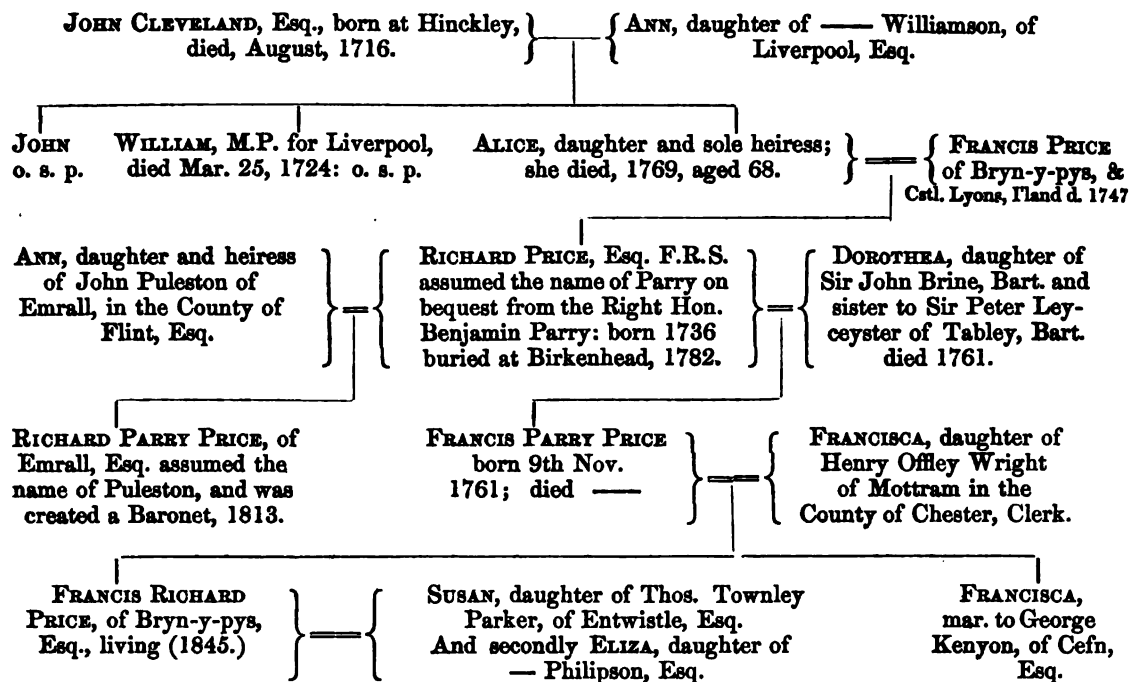 JOHN CLEVELAND, Esq., born at Hinckley,
died, August, 1716.
ANN, daughter of —— Williamson, of
Liverpool, Esq.
JOHN
o. s. p.
WILLIAM, M.P. for Liverpool,
died Mar. 25, 1724: o. s. p.
ALICE, daughter and sole heiress;
she died, 1769, aged 68.
FRANCIS PRICE
of Bryn-y-pys, &
Cstl. Lyons, I'land d. 1747
ANN, daughter and heiress
of John Puleston of
Emrall, in the County of
Flint, Esq.
RICHARD PRICE, Esq. F.R.S.
assumed the name of Parry on
bequest from the Right Hon.
Benjamin Parry: born 1736
buried at Birkenhead, 1782.
DOROTHEA, daughter of
Sir John Brine, Bart. and
sister to Sir Peter Ley-
ceyster of Tabley, Bart.
died 1761.
RICHARD PARRY PRICE, of
Emrall, Esq. assumed the
name of Puleston, and was
created a Baronet, 1813.
FRANCIS PARRY PRICE
born 9th Nov.
1761; died ——
FRANCISCA, daughter of
Henry Offley Wright
of Mottram in the
County of Chester, Clerk.
FRANCIS RICHARD
PRICE, of Bryn-y-pys,
Esq., living (1845.)
SUSAN, daughter of Thos. Townley
Parker, of Entwistle, Esq.
And secondly ELIZA, daughter of
— Philipson, Esq.
FRANCISCA,
mar. to George
Kenyon, of Cefn,
Esq.